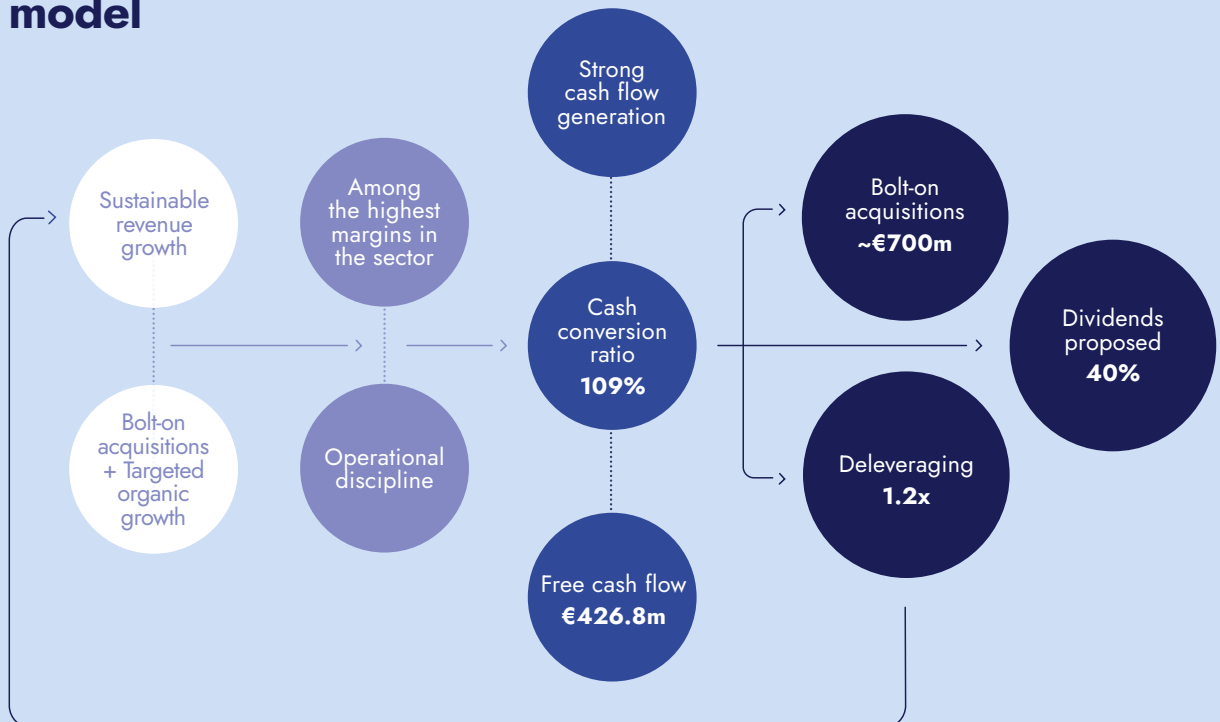 model
Sustainable
revenue
growth
Bolt-on
acquisitions
+ Targeted
organic
growth
Among
the highest
margins in
the sector
Operational
discipline
Strong
cash flow
generation
Cash
conversion
ratio
109%
Free cash flow
€426.8m
Bolt-on
acquisitions
~€700m
Deleveraging
1.2x
Dividends
proposed
40%